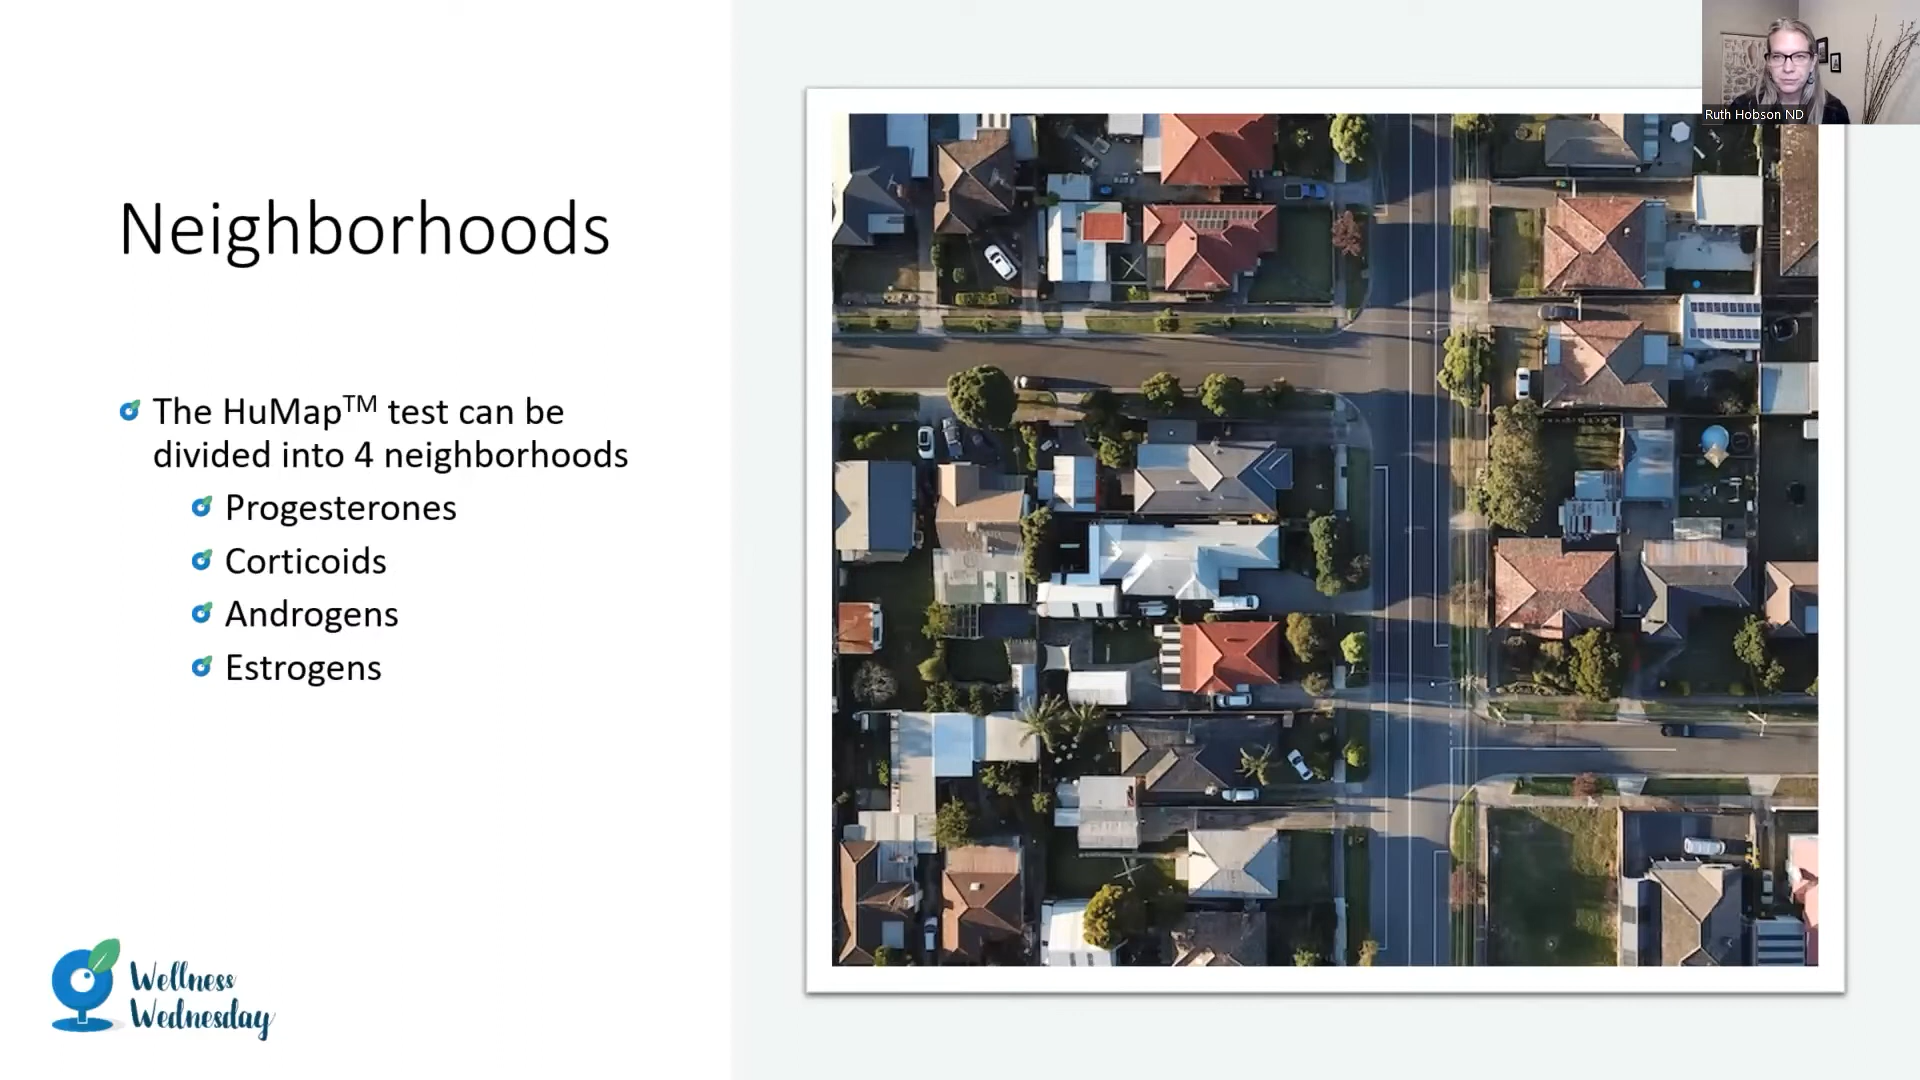 Ruth Hobson ND
Neighborhoods
The HuMap™ test can be
divided into 4 neighborhoods
Progesterones
Corticoids
Androgens
Estrogens
Wellness
Wednesday